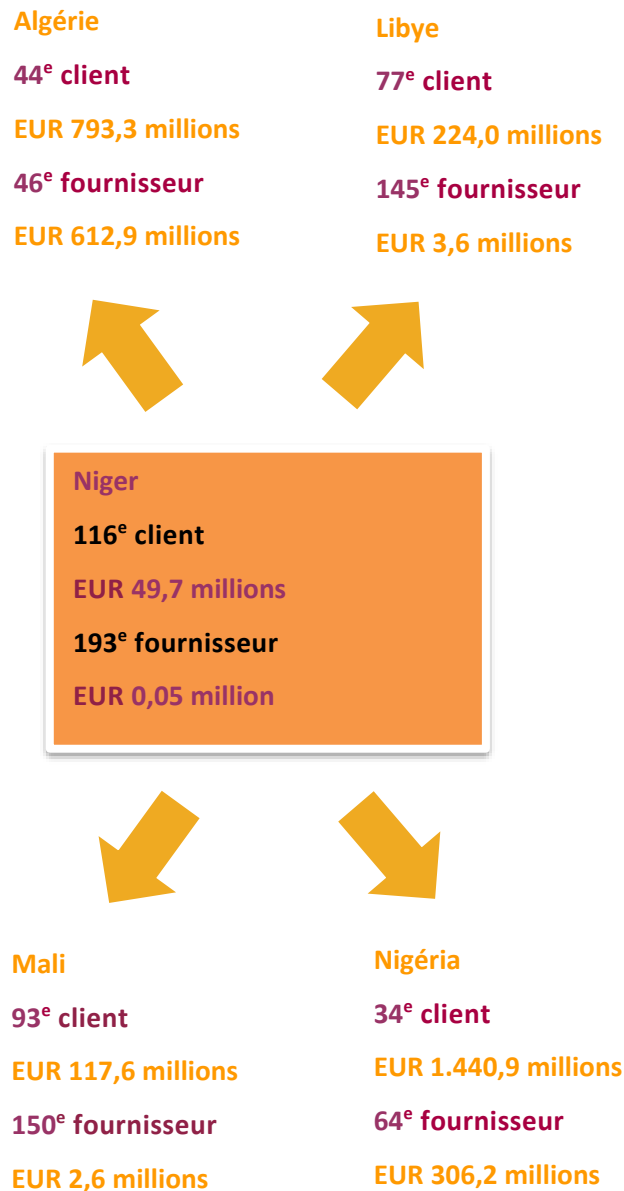 Algérie
44e client
EUR 793,3 millions
46e fournisseur
EUR 612,9 millions
Libye
77e client
EUR 224,0 millions
145e fournisseur
EUR 3,6 millions
Niger
116e client
EUR 49,7 millions
193e fournisseur
EUR 0,05 million
Mali
93e client
EUR 117,6 millions
150e fournisseur
EUR 2,6 millions
Nigéria
34e client
EUR 1.440,9 millions
64e fournisseur
EUR 306,2 millions